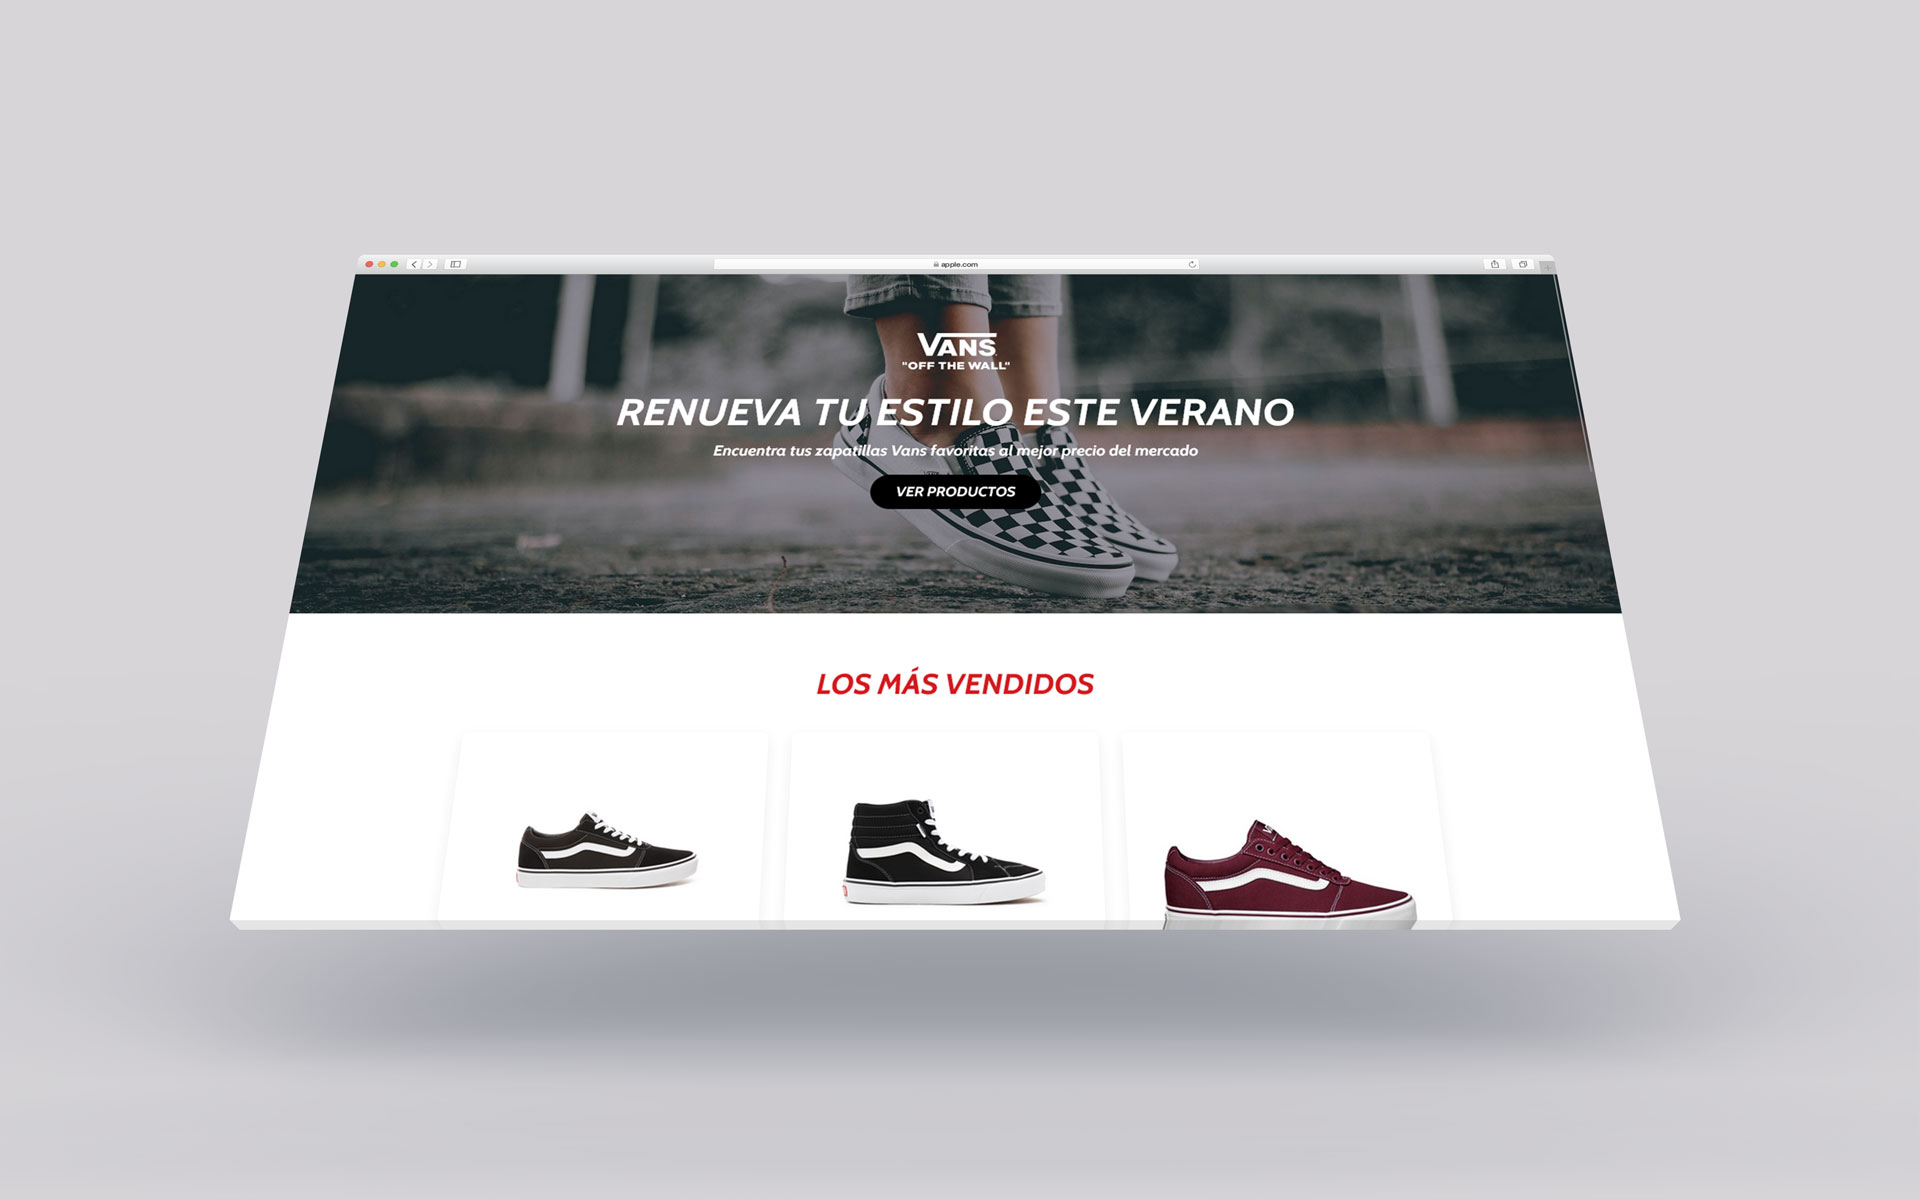 apple.com
VANS
"OFF THE WALL"
RENUEVA TU ESTILO ESTE VERANO
Encuentra tus zapatillas Vans favoritas al mejor precio del mercado
VER PRODUCTOS
LOS MÁS VENDIDOS